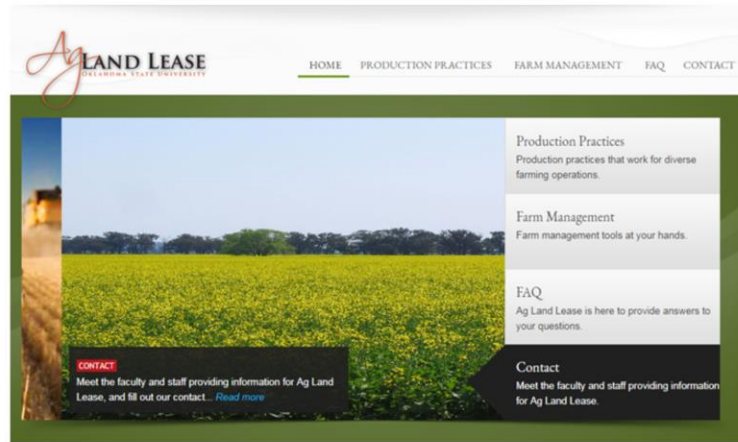 Ag LAND LEASE
OKLAHOMA STATE UNIVERSITY
HOME PRODUCTION PRACTICES FARM MANAGEMENT FAQ CONTACT
Production Practices
Production practices that work for diverse
farming operations.
Farm Management
Farm management tools at your hands.
FAQ
Ag Land Lease is here to provide answers to
your questions.
CONTACT
Meet the faculty and staff providing information for Ag Land
Lease, and fill out our contact... Read more
Contact
Meet the faculty and staff providing information
for Ag Land Lease.